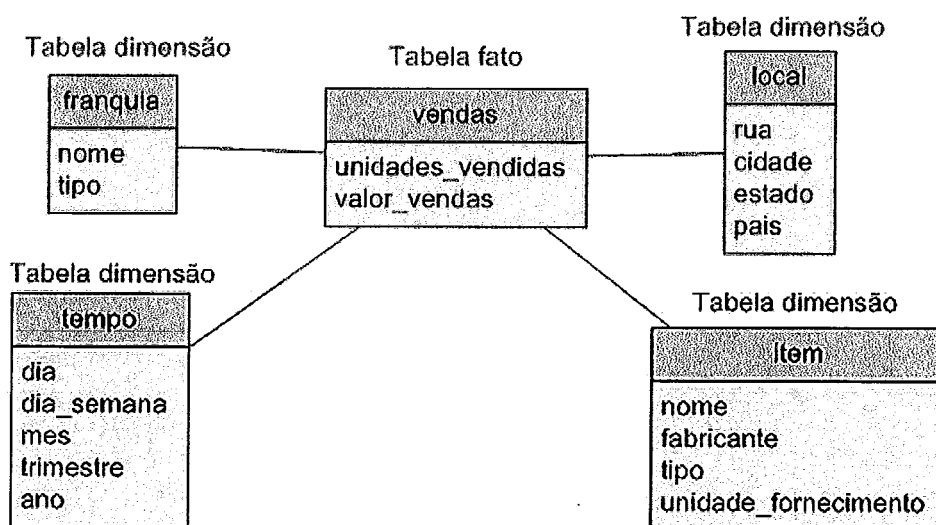 Tabela dimensão
franquia
nome
tipo
Tabela fato
vendas
unidades_vendidas
valor_vendas
Tabela dimensão
local
rua
cidade
estado
pais
Tabela dimensão
tempo
dia
dia_semana
mes
trimestre
ano
Tabela dimensão
Item
nome
fabricante
tipo
unidade_fornecimento